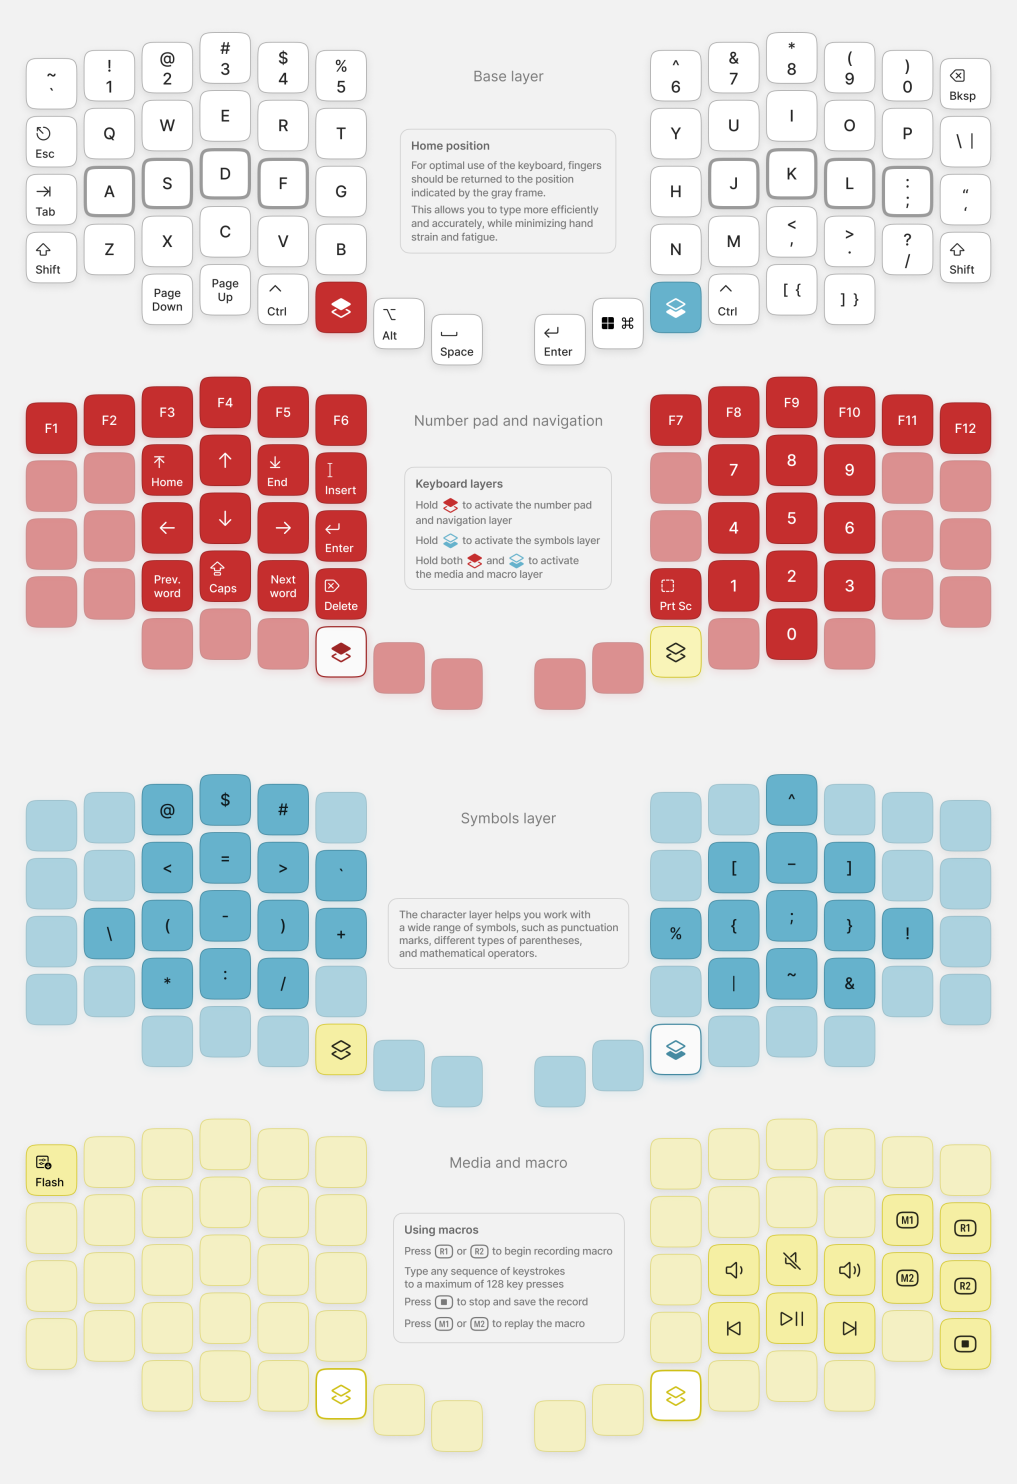 Base layer
~ `
! 1
@ 2
# 3
$ 4
% 5
^ 6
& 7
* 8
( 9
) 0
Bksp
Esc
Q
W
E
R
T
Y
U
I
O
P
\ |
Tab
A
S
D
F
G
H
J
K
L
: ;
“ ‘
Shift
Z
X
C
V
B
N
M
< ,
> .
? /
Shift
Page Down
Page Up
Ctrl
Alt
Space
Enter
⌘
Ctrl
[ {
] }
Home position
For optimal use of the keyboard, fingers
should be returned to the position
indicated by the gray frame.
This allows you to type more efficiently
and accurately, while minimizing hand
strain and fatigue.
Number pad and navigation
F1
F2
F3
F4
F5
F6
F7
F8
F9
F10
F11
F12
Home
↑
End
Insert
7
8
9
←
↓
→
Enter
4
5
6
Prev. word
Caps
Next word
Delete
Prt Sc
1
2
3
0
Keyboard layers
Hold to activate the number pad
and navigation layer
Hold to activate the symbols layer
Hold both and to activate
the media and macro layer
Symbols layer
@
$
#
^
<
=
>
`
[
_
]
\
(
-
)
+
%
{
;
}
!
*
:
/
|
~
&
The character layer helps you work with
a wide range of symbols, such as punctuation
marks, different types of parentheses,
and mathematical operators.
Media and macro
Flash
M1
R1
M2
R2
Using macros
Press R1 or R2 to begin recording macro
Type any sequence of keystrokes
to a maximum of 128 key presses
Press to stop and save the record
Press M1 or M2 to replay the macro